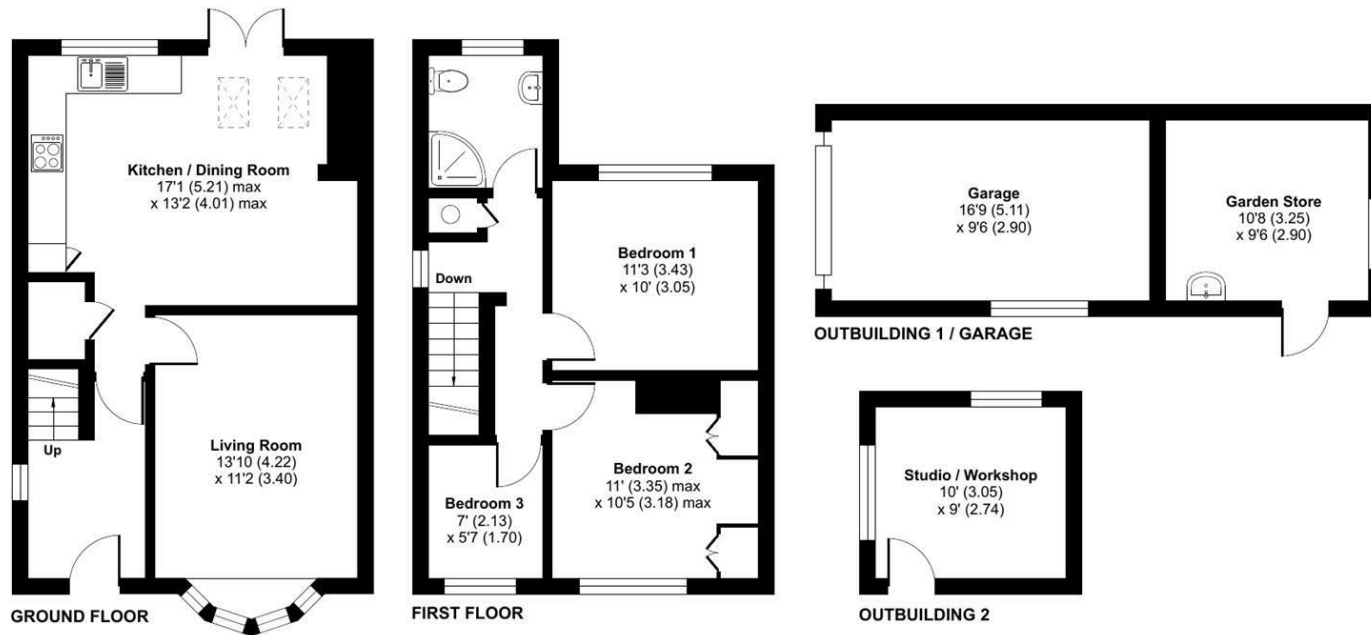 Kitchen / Dining Room
17'1 (5.21) max
x 13'2 (4.01) max
Living Room
13'10 (4.22)
x 11'2 (3.40)
Up
GROUND FLOOR
Down
Bedroom 1
11'3 (3.43)
x 10' (3.05)
Bedroom 2
11' (3.35) max
x 10'5 (3.18) max
Bedroom 3
7' (2.13)
x 5'7 (1.70)
FIRST FLOOR
Garage
16'9 (5.11)
x 9'6 (2.90)
Garden Store
10'8 (3.25)
x 9'6 (2.90)
OUTBUILDING 1 / GARAGE
Studio / Workshop
10' (3.05)
x 9' (2.74)
OUTBUILDING 2